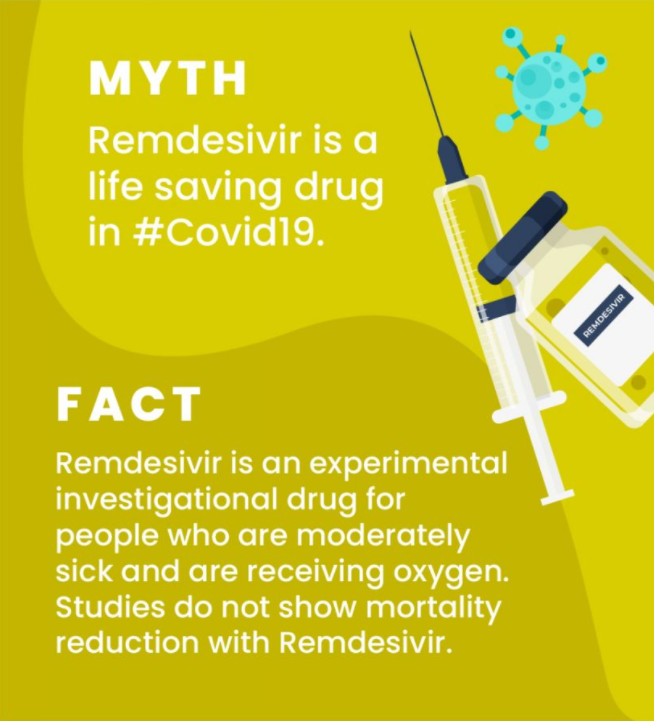 MYTH
Remdesivir is a
life saving drug
in #Covid19.
REMDESIVIR
FACT
Remdesivir is an experimental
investigational drug for
people who are moderately
sick and are receiving oxygen.
Studies do not show mortality
reduction with Remdesivir.